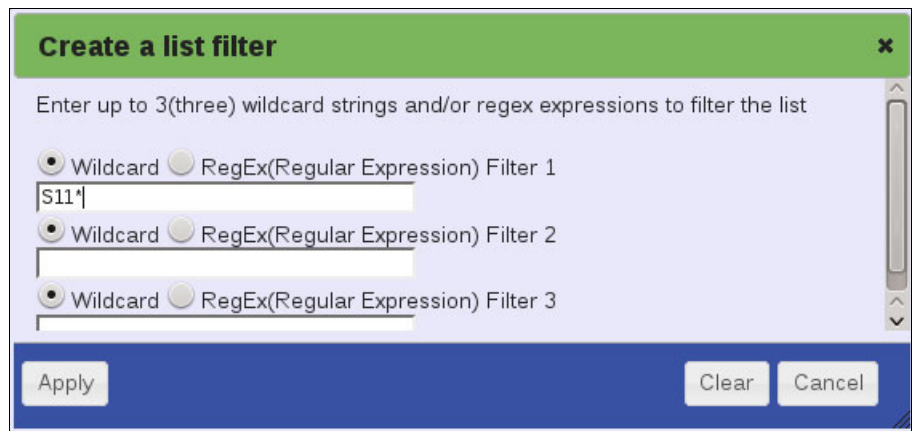 Create a list filter
Enter up to 3(three) wildcard strings and/or regex expressions to filter the list
Wildcard RegEx(Regular Expression) Filter 1
S11*
Wildcard RegEx(Regular Expression) Filter 2
Wildcard RegEx(Regular Expression) Filter 3
Apply Clear Cancel